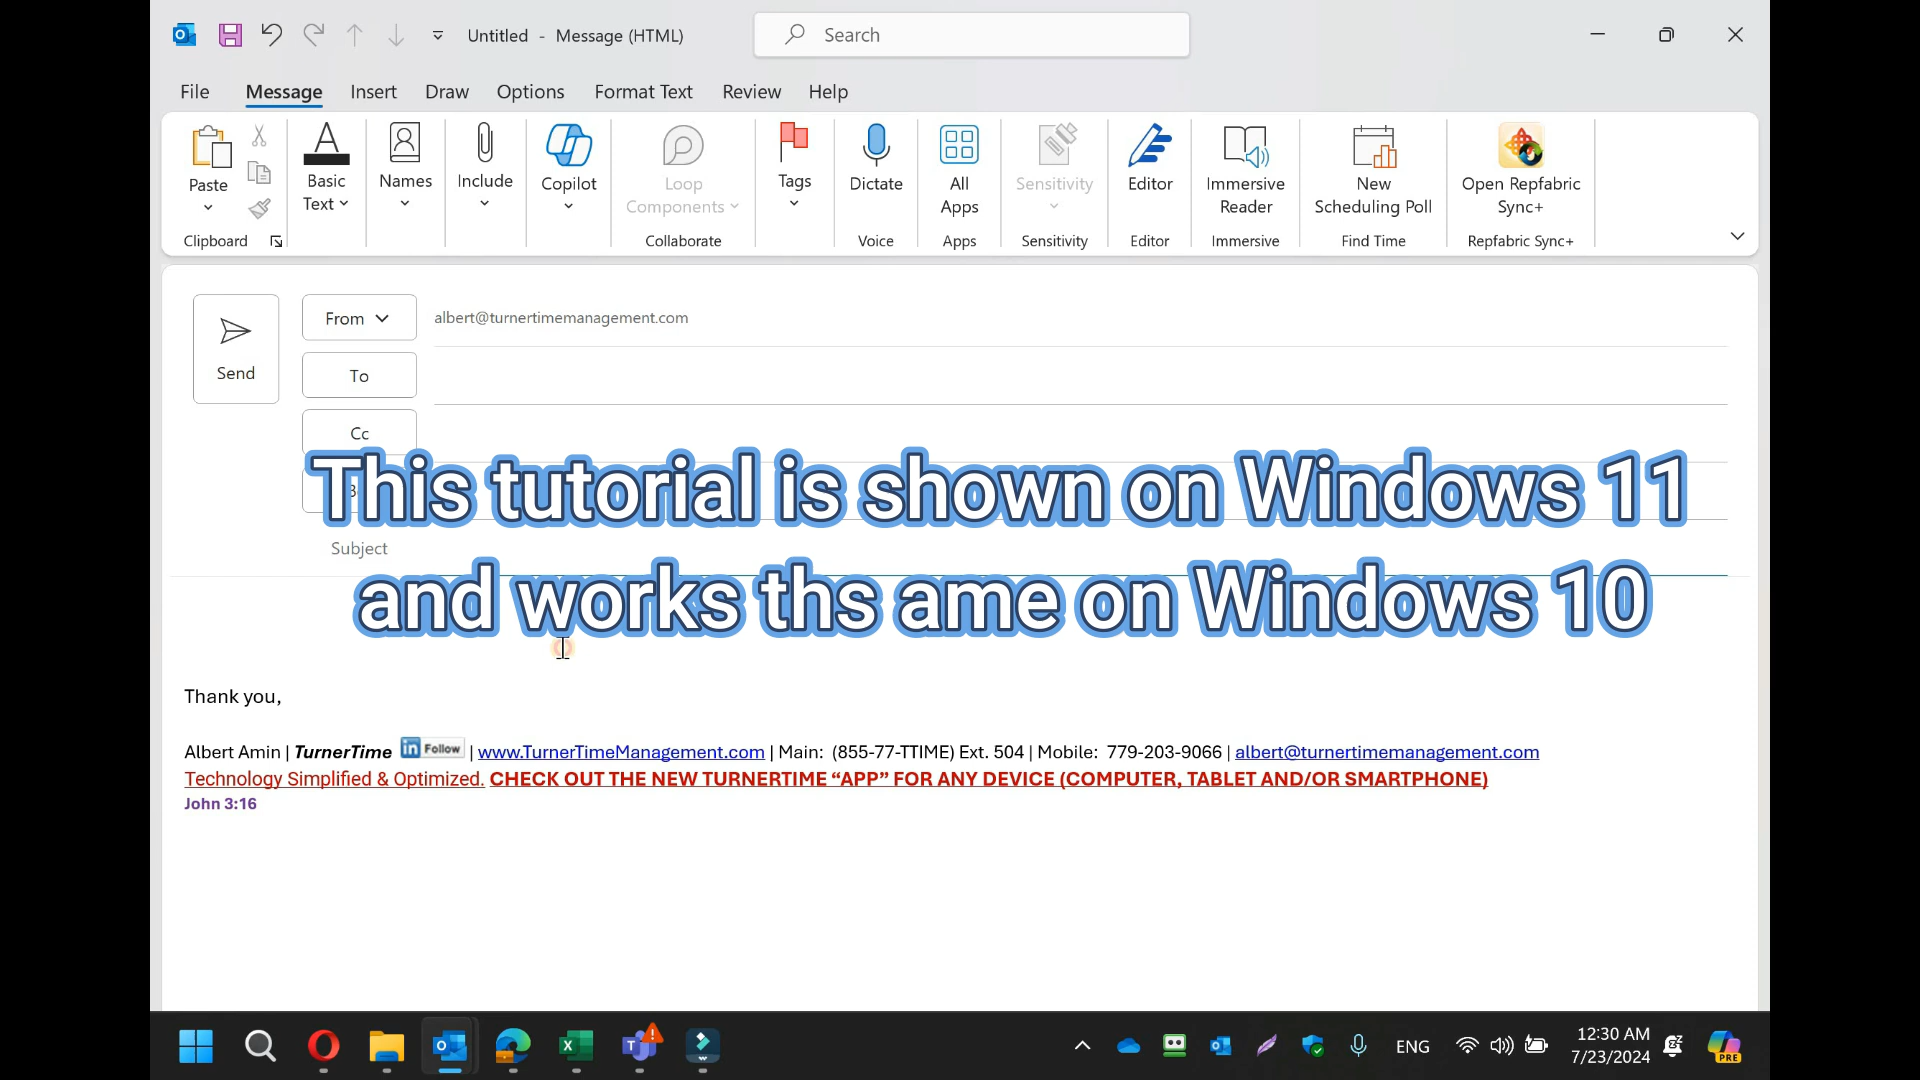 Untitled - Message (HTML)
Search
File Message Insert Draw Options Format Text Review Help
Paste
Clipboard
Basic Text
Names
Include
Copilot
Loop Components
Collaborate
Tags
Dictate
Voice
All Apps
Apps
Sensitivity
Sensitivity
Editor
Editor
Immersive Reader
Immersive
New Scheduling Poll
Find Time
Open Repfabric Sync+
Repfabric Sync+
Send
From albert@turnertimemanagement.com
To
Cc
This tutorial is shown on Windows 11
Subject
and works ths ame on Windows 10
Thank you,
Albert Amin | TurnerTime in Follow | www.TurnerTimeManagement.com | Main: (855-77-TTIME) Ext. 504 | Mobile: 779-203-9066 | albert@turnertimemanagement.com
Technology Simplified & Optimized. CHECK OUT THE NEW TURNERTIME “APP” FOR ANY DEVICE (COMPUTER, TABLET AND/OR SMARTPHONE)
John 3:16
ENG
12:30 AM
7/23/2024
PRE